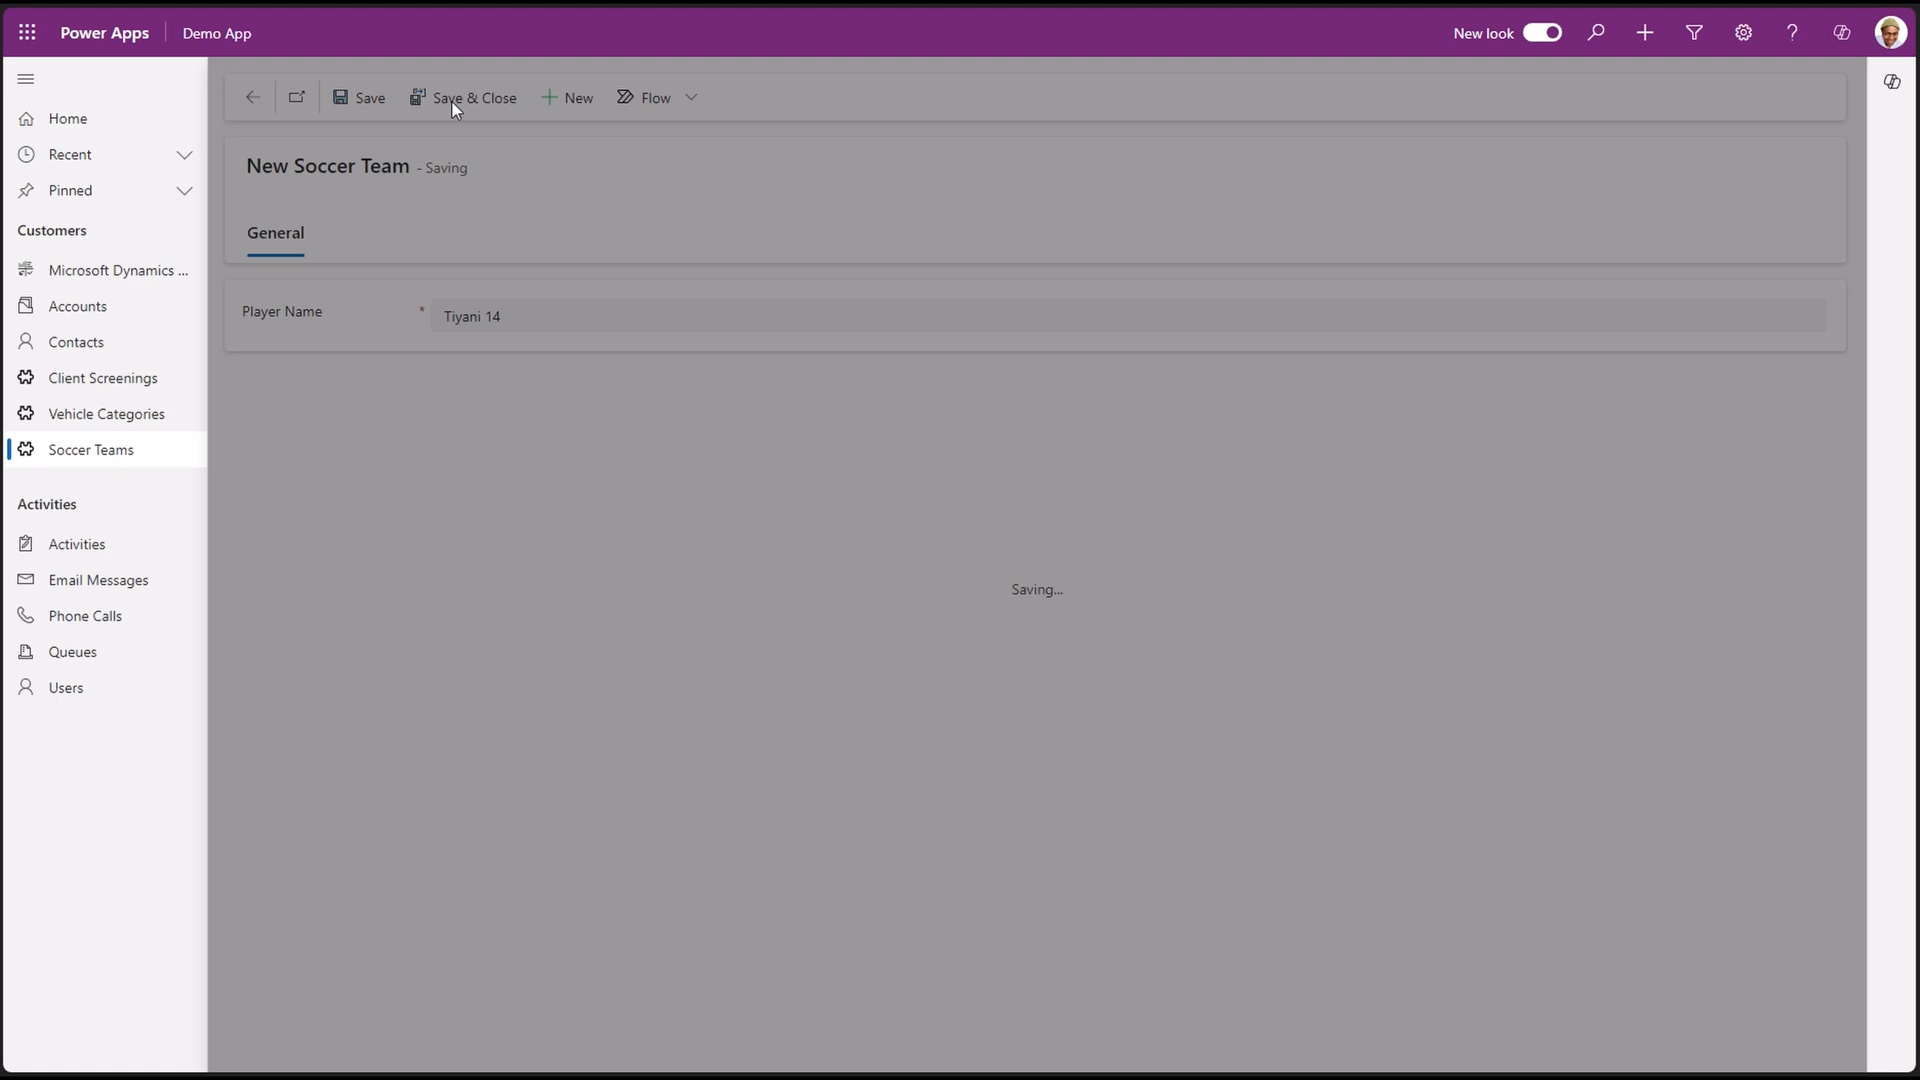 Power Apps Demo App New look
Save Save & Close New Flow
Home
Recent
Pinned
Customers
Microsoft Dynamics ...
Accounts
Contacts
Client Screenings
Vehicle Categories
Soccer Teams
Activities
Activities
Email Messages
Phone Calls
Queues
Users
New Soccer Team - Saving
General
Player Name * Tiyani 14
Saving...